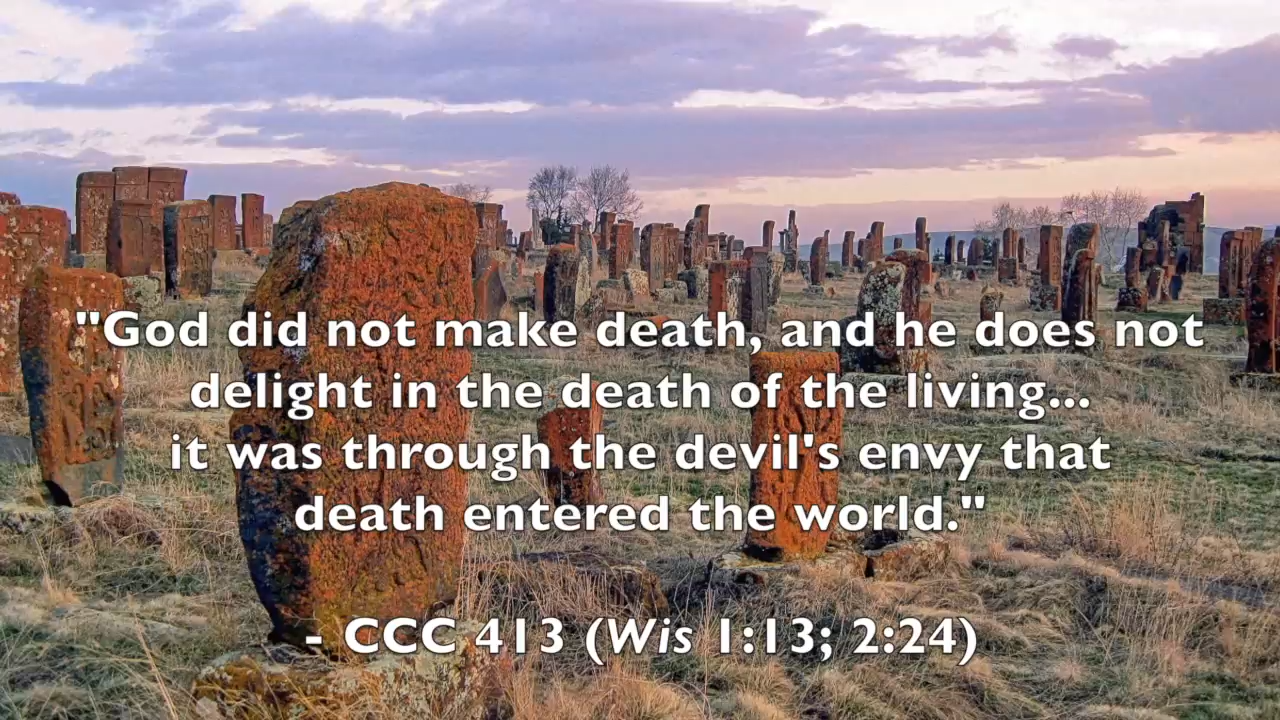 "God did not make death, and he does not
delight in the death of the living...
it was through the devil's envy that
death entered the world."
- CCC 413 (Wis 1:13; 2:24)